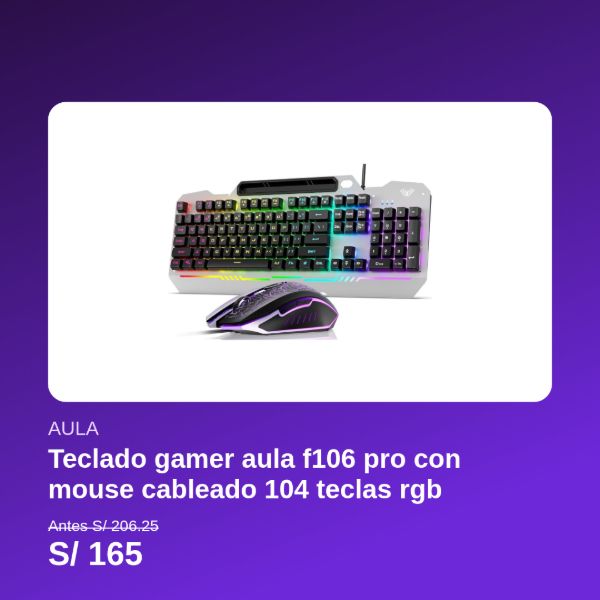 AULA
Teclado gamer aula f106 pro con
mouse cableado 104 teclas rgb
Antes S/ 206.25
S/ 165